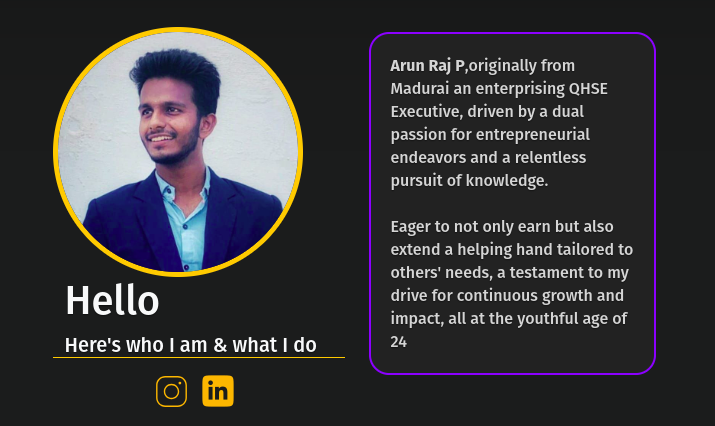 Hello
Here's who I am & what I do
in
Arun Raj P,originally from
Madurai an enterprising QHSE
Executive, driven by a dual
passion for entrepreneurial
endeavors and a relentless
pursuit of knowledge.
Eager to not only earn but also
extend a helping hand tailored to
others' needs, a testament to my
drive for continuous growth and
impact, all at the youthful age of
24